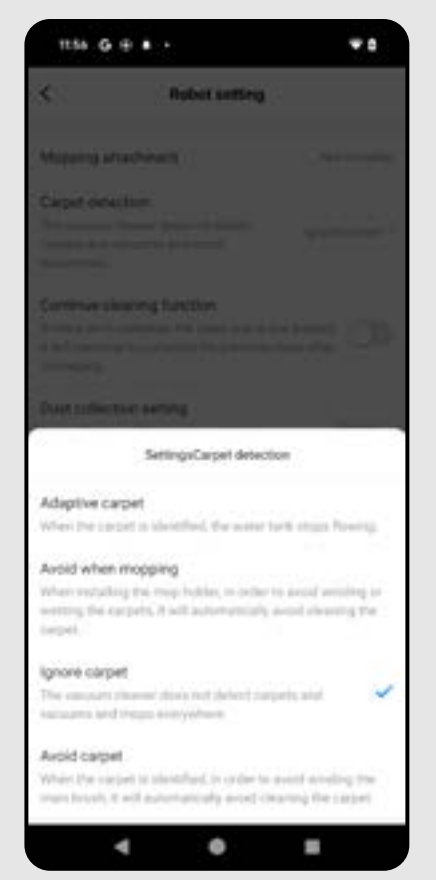 11:56
Robot setting
Mopping attachment
Carpet detection
Continue cleaning function
Dust collection setting
SettingsCarpet detection
Adaptive carpet
When the carpet is identified, the water tank stops flowing.
Avoid when mopping
When installing the mop holder, in order to avoid winding or
wetting the carpets, it will automatically avoid cleaning the
carpet.
Ignore carpet
The vacuum cleaner does not detect carpets and
vacuums and mops everywhere.
Avoid carpet
When the carpet is identified, in order to avoid winding the
main brush, it will automatically avoid cleaning the carpet.